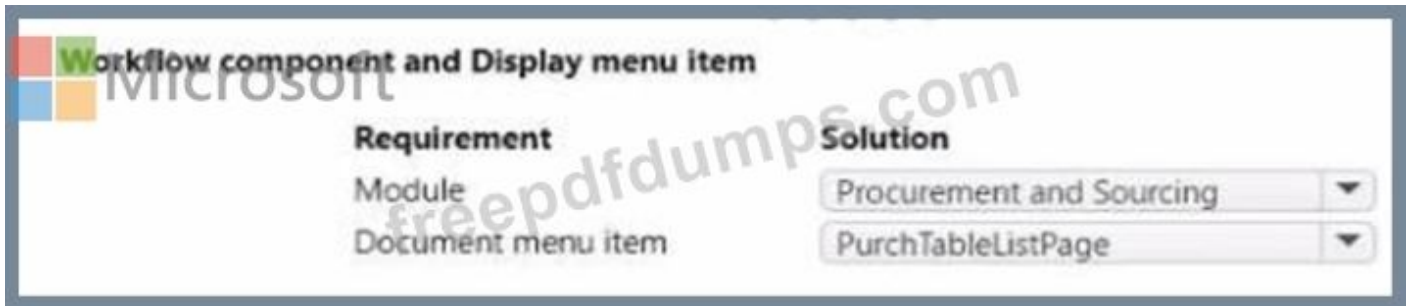 Workflow component and Display menu item
Microsoft
Requirement Solution
Module Procurement and Sourcing
Document menu item PurchTableListPage
freepdfdumps.com